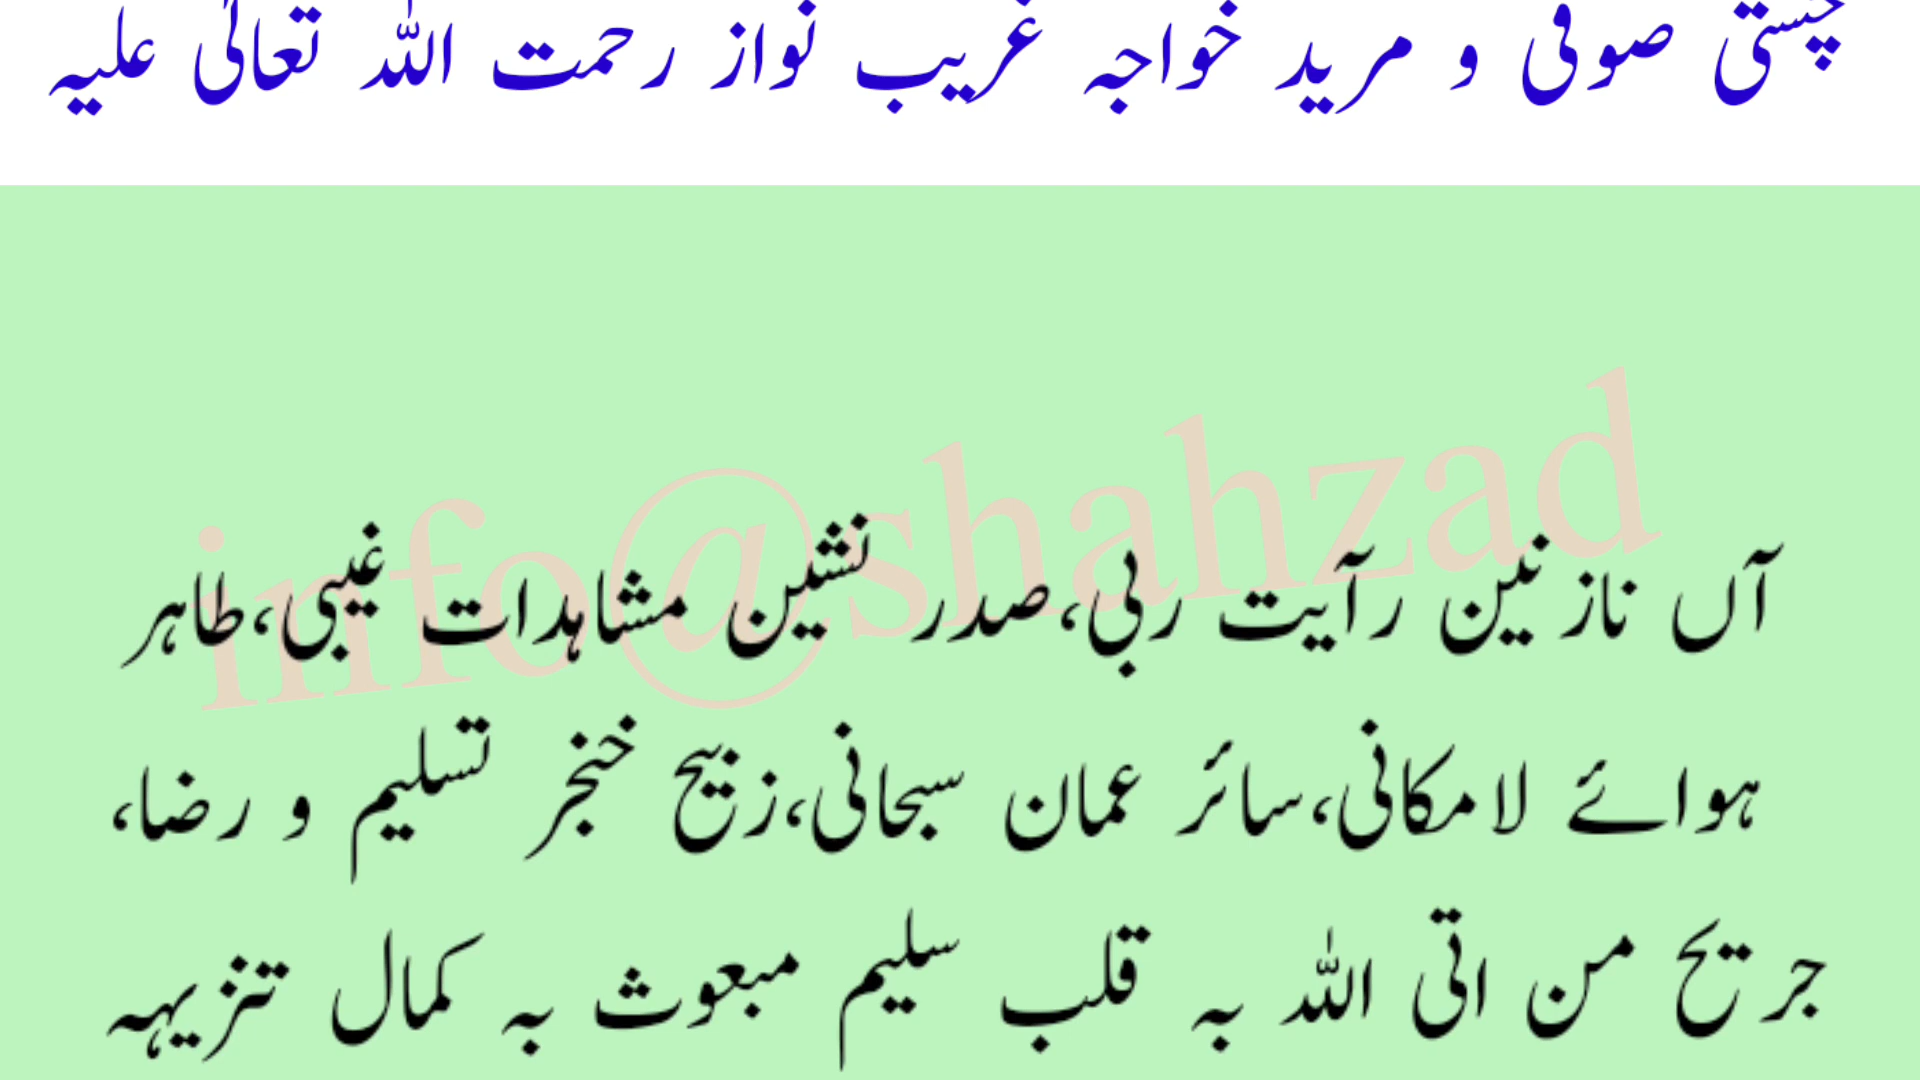 چستی صوفی و مرید خواجہ غریب نواز رحمت اللہ تعالٰی علیہ
info@shahzad
آں نازنین رآیت ربی،صدر نشین مشاہدات غیبی،طاہر
ہوائے لامکانی،سائر عمان سبحانی،زبیح خنجر تسلیم و رضا،
جریح من اتی اللہ بہ قلب سلیم مبعوث بہ کمال تنزیہہ